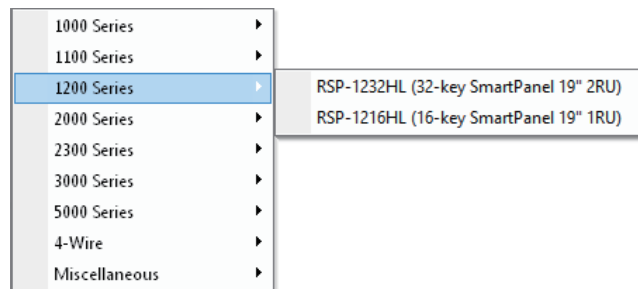 1000 Series
1100 Series
1200 Series
RSP-1232HL (32-key SmartPanel 19" 2RU)
RSP-1216HL (16-key SmartPanel 19" 1RU)
2000 Series
2300 Series
3000 Series
5000 Series
4-Wire
Miscellaneous